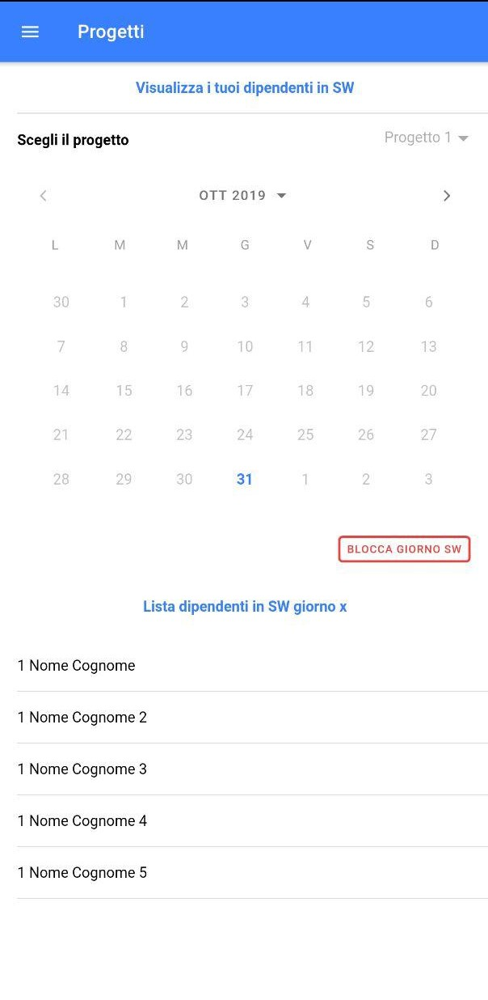 Progetti
Visualizza i tuoi dipendenti in SW
Scegli il progetto Progetto 1
OTT 2019
L M M G V S D
30 1 2 3 4 5 6
7 8 9 10 11 12 13
14 15 16 17 18 19 20
21 22 23 24 25 26 27
28 29 30 31 1 2 3
BLOCCA GIORNO SW
Lista dipendenti in SW giorno x
1 Nome Cognome
1 Nome Cognome 2
1 Nome Cognome 3
1 Nome Cognome 4
1 Nome Cognome 5